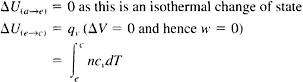 ΔU(a→e) = 0 as this is an isothermal change of state
ΔU(e→c) = qv (ΔV = 0 and hence w = 0)
= ∫ₑᶜ ncv dT